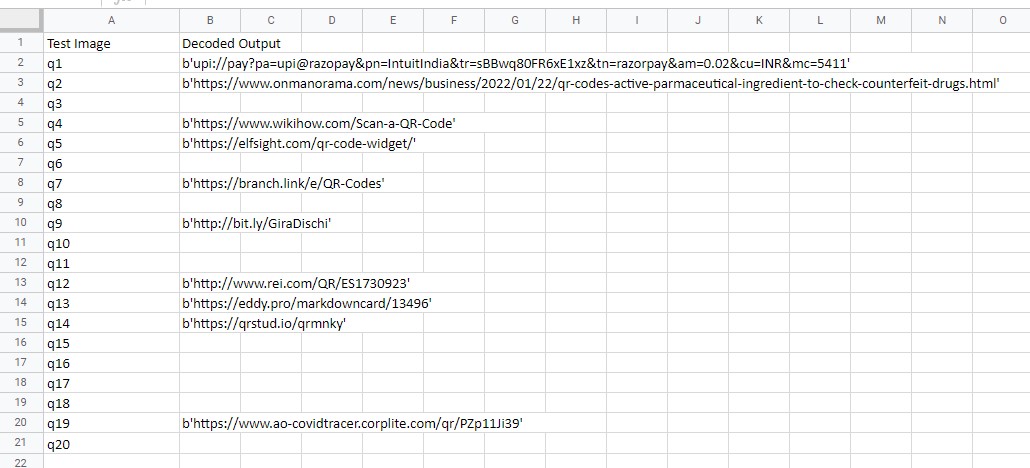 A B C D E F G H I J K L M N O
1 Test Image Decoded Output
2 q1 b'upi://pay?pa=upi@razopay&pn=IntuitIndia&tr=sBBwq80FR6xE1xz&tn=razorpay&am=0.02&cu=INR&mc=5411'
3 q2 b'https://www.onmanorama.com/news/business/2022/01/22/qr-codes-active-parmaceutical-ingredient-to-check-counterfeit-drugs.html'
4 q3
5 q4 b'https://www.wikihow.com/Scan-a-QR-Code'
6 q5 b'https://elfsight.com/qr-code-widget/'
7 q6
8 q7 b'https://branch.link/e/QR-Codes'
9 q8
10 q9 b'http://bit.ly/GiraDischi'
11 q10
12 q11
13 q12 b'http://www.rei.com/QR/ES1730923'
14 q13 b'https://eddy.pro/markdowncard/13496'
15 q14 b'https://qrstud.io/qrmnky'
16 q15
17 q16
18 q17
19 q18
20 q19 b'https://www.ao-covidtracer.corplite.com/qr/PZp11Ji39'
21 q20
22